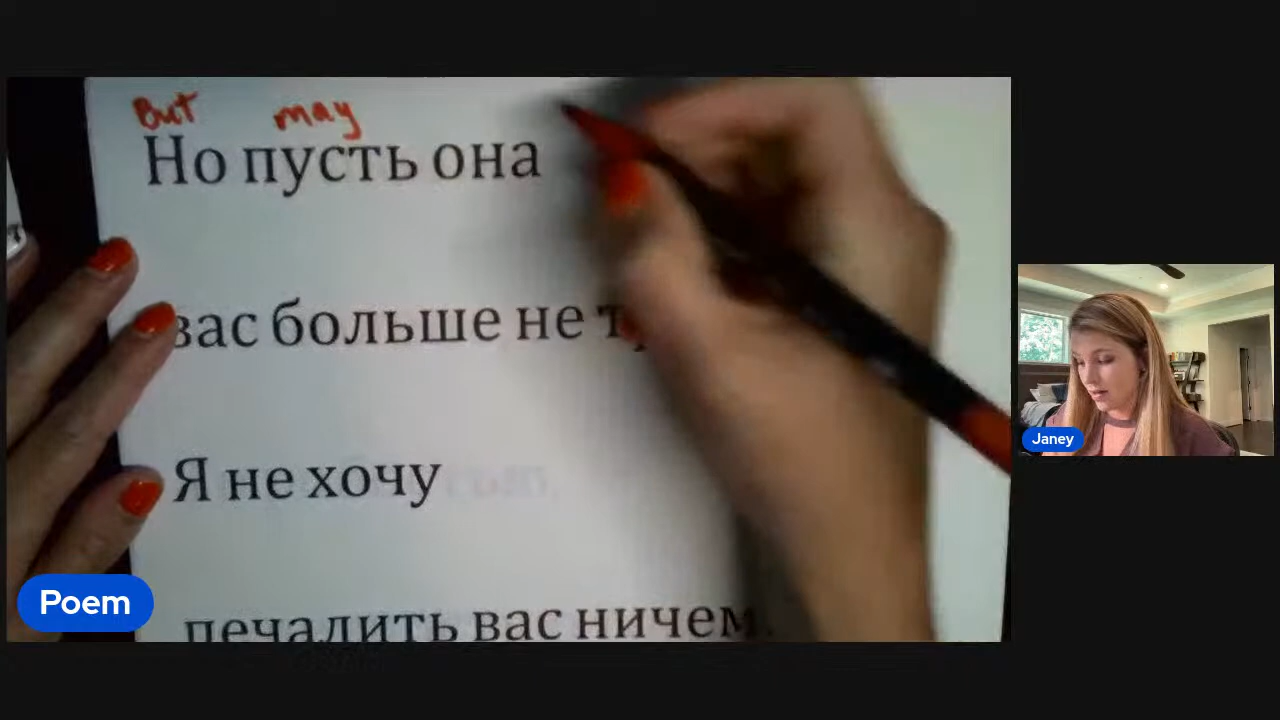 But may
Но пусть она
вас больше не
Я не хочу
печалить вас ничем.
Poem
Janey